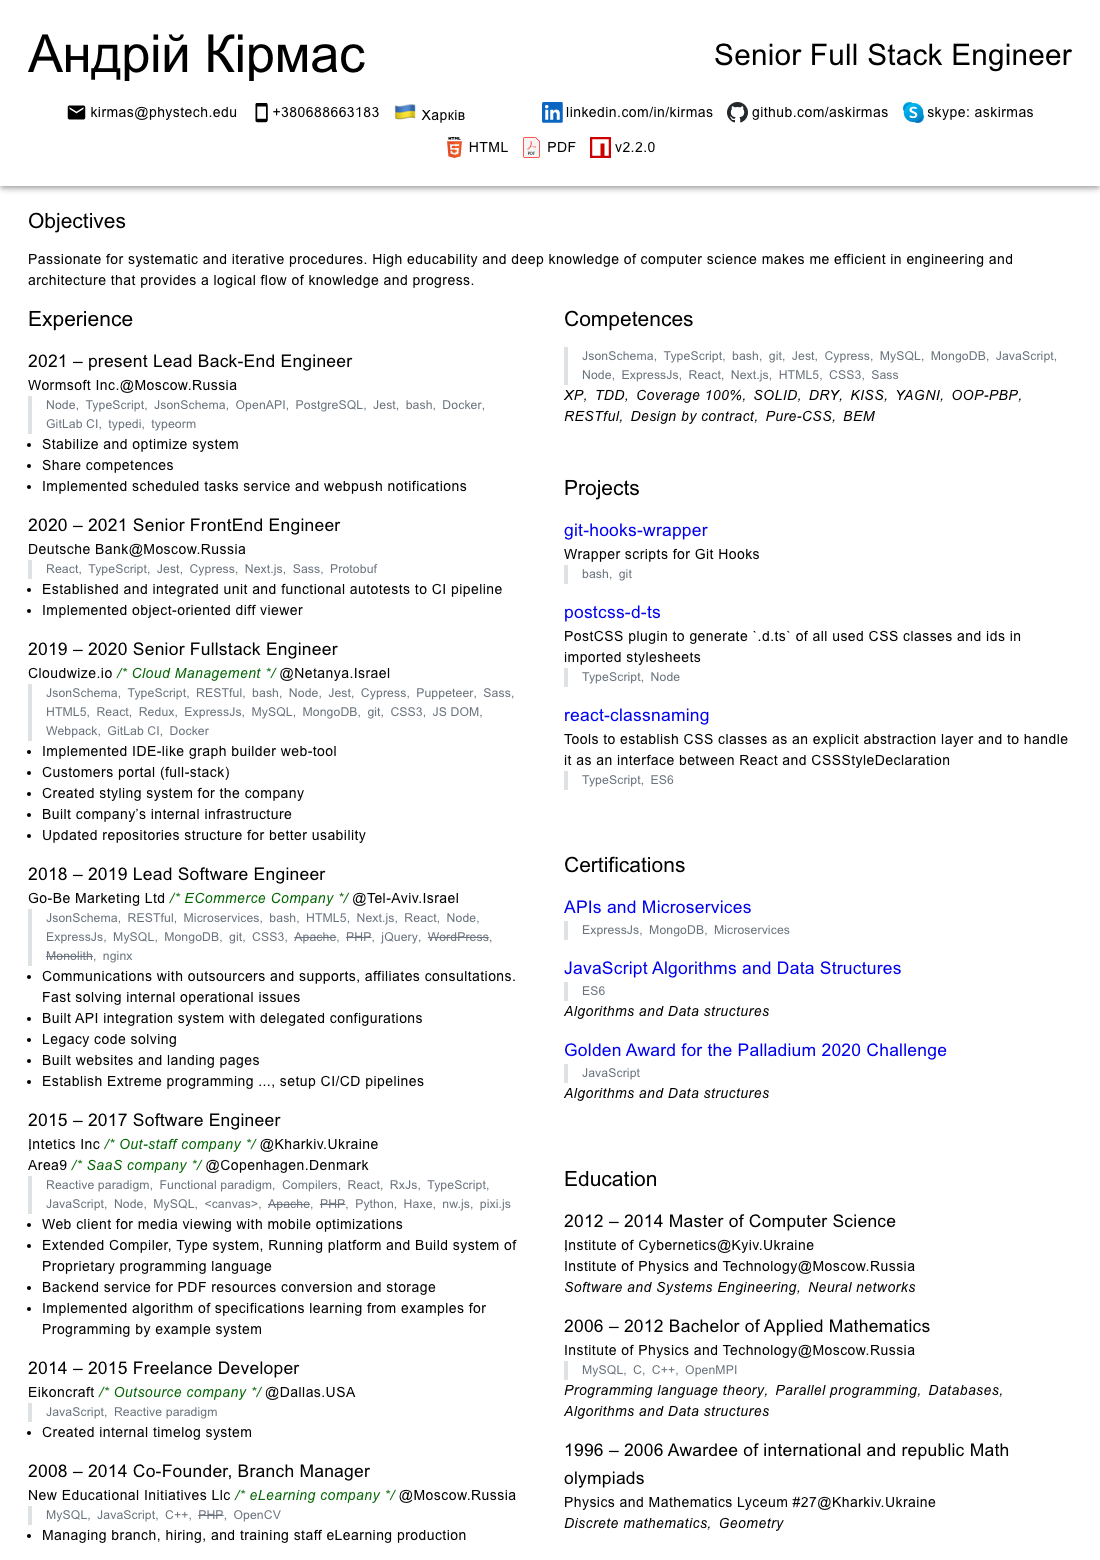 Андрій Кірмас
Senior Full Stack Engineer
kirmas@phystech.edu
+380688663183
Харків
linkedin.com/in/kirmas
github.com/askirmas
skype: askirmas
HTML
PDF
v2.2.0
Objectives
Passionate for systematic and iterative procedures. High educability and deep knowledge of computer science makes me efficient in engineering and
architecture that provides a logical flow of knowledge and progress.
Experience
2021 – present Lead Back-End Engineer
Wormsoft Inc.@Moscow.Russia
Node, TypeScript, JsonSchema, OpenAPI, PostgreSQL, Jest, bash, Docker,
GitLab CI, typedi, typeorm
• Stabilize and optimize system
• Share competences
• Implemented scheduled tasks service and webpush notifications
2020 – 2021 Senior FrontEnd Engineer
Deutsche Bank@Moscow.Russia
React, TypeScript, Jest, Cypress, Next.js, Sass, Protobuf
• Established and integrated unit and functional autotests to CI pipeline
• Implemented object-oriented diff viewer
2019 – 2020 Senior Fullstack Engineer
Cloudwize.io /* Cloud Management */ @Netanya.Israel
JsonSchema, TypeScript, RESTful, bash, Node, Jest, Cypress, Puppeteer, Sass,
HTML5, React, Redux, ExpressJs, MySQL, MongoDB, git, CSS3, JS DOM,
Webpack, GitLab CI, Docker
• Implemented IDE-like graph builder web-tool
• Customers portal (full-stack)
• Created styling system for the company
• Built company’s internal infrastructure
• Updated repositories structure for better usability
2018 – 2019 Lead Software Engineer
Go-Be Marketing Ltd /* ECommerce Company */ @Tel-Aviv.Israel
JsonSchema, RESTful, Microservices, bash, HTML5, Next.js, React, Node,
ExpressJs, MySQL, MongoDB, git, CSS3, Apache, PHP, jQuery, WordPress,
Monolith, nginx
• Communications with outsourcers and supports, affiliates consultations.
Fast solving internal operational issues
• Built API integration system with delegated configurations
• Legacy code solving
• Built websites and landing pages
• Establish Extreme programming ..., setup CI/CD pipelines
2015 – 2017 Software Engineer
Intetics Inc /* Out-staff company */ @Kharkiv.Ukraine
Area9 /* SaaS company */ @Copenhagen.Denmark
Reactive paradigm, Functional paradigm, Compilers, React, RxJs, TypeScript,
JavaScript, Node, MySQL, <canvas>, Apache, PHP, Python, Haxe, nw.js, pixi.js
• Web client for media viewing with mobile optimizations
• Extended Compiler, Type system, Running platform and Build system of
Proprietary programming language
• Backend service for PDF resources conversion and storage
• Implemented algorithm of specifications learning from examples for
Programming by example system
2014 – 2015 Freelance Developer
Eikoncraft /* Outsource company */ @Dallas.USA
JavaScript, Reactive paradigm
• Created internal timelog system
2008 – 2014 Co-Founder, Branch Manager
New Educational Initiatives Llc /* eLearning company */ @Moscow.Russia
MySQL, JavaScript, C++, PHP, OpenCV
• Managing branch, hiring, and training staff eLearning production
Competences
JsonSchema, TypeScript, bash, git, Jest, Cypress, MySQL, MongoDB, JavaScript,
Node, ExpressJs, React, Next.js, HTML5, CSS3, Sass
XP, TDD, Coverage 100%, SOLID, DRY, KISS, YAGNI, OOP-PBP,
RESTful, Design by contract, Pure-CSS, BEM
Projects
git-hooks-wrapper
Wrapper scripts for Git Hooks
bash, git
postcss-d-ts
PostCSS plugin to generate `.d.ts` of all used CSS classes and ids in
imported stylesheets
TypeScript, Node
react-classnaming
Tools to establish CSS classes as an explicit abstraction layer and to handle
it as an interface between React and CSSStyleDeclaration
TypeScript, ES6
Certifications
APIs and Microservices
ExpressJs, MongoDB, Microservices
JavaScript Algorithms and Data Structures
ES6
Algorithms and Data structures
Golden Award for the Palladium 2020 Challenge
JavaScript
Algorithms and Data structures
Education
2012 – 2014 Master of Computer Science
Institute of Cybernetics@Kyiv.Ukraine
Institute of Physics and Technology@Moscow.Russia
Software and Systems Engineering, Neural networks
2006 – 2012 Bachelor of Applied Mathematics
Institute of Physics and Technology@Moscow.Russia
MySQL, C, C++, OpenMPI
Programming language theory, Parallel programming, Databases,
Algorithms and Data structures
1996 – 2006 Awardee of international and republic Math
olympiads
Physics and Mathematics Lyceum #27@Kharkiv.Ukraine
Discrete mathematics, Geometry